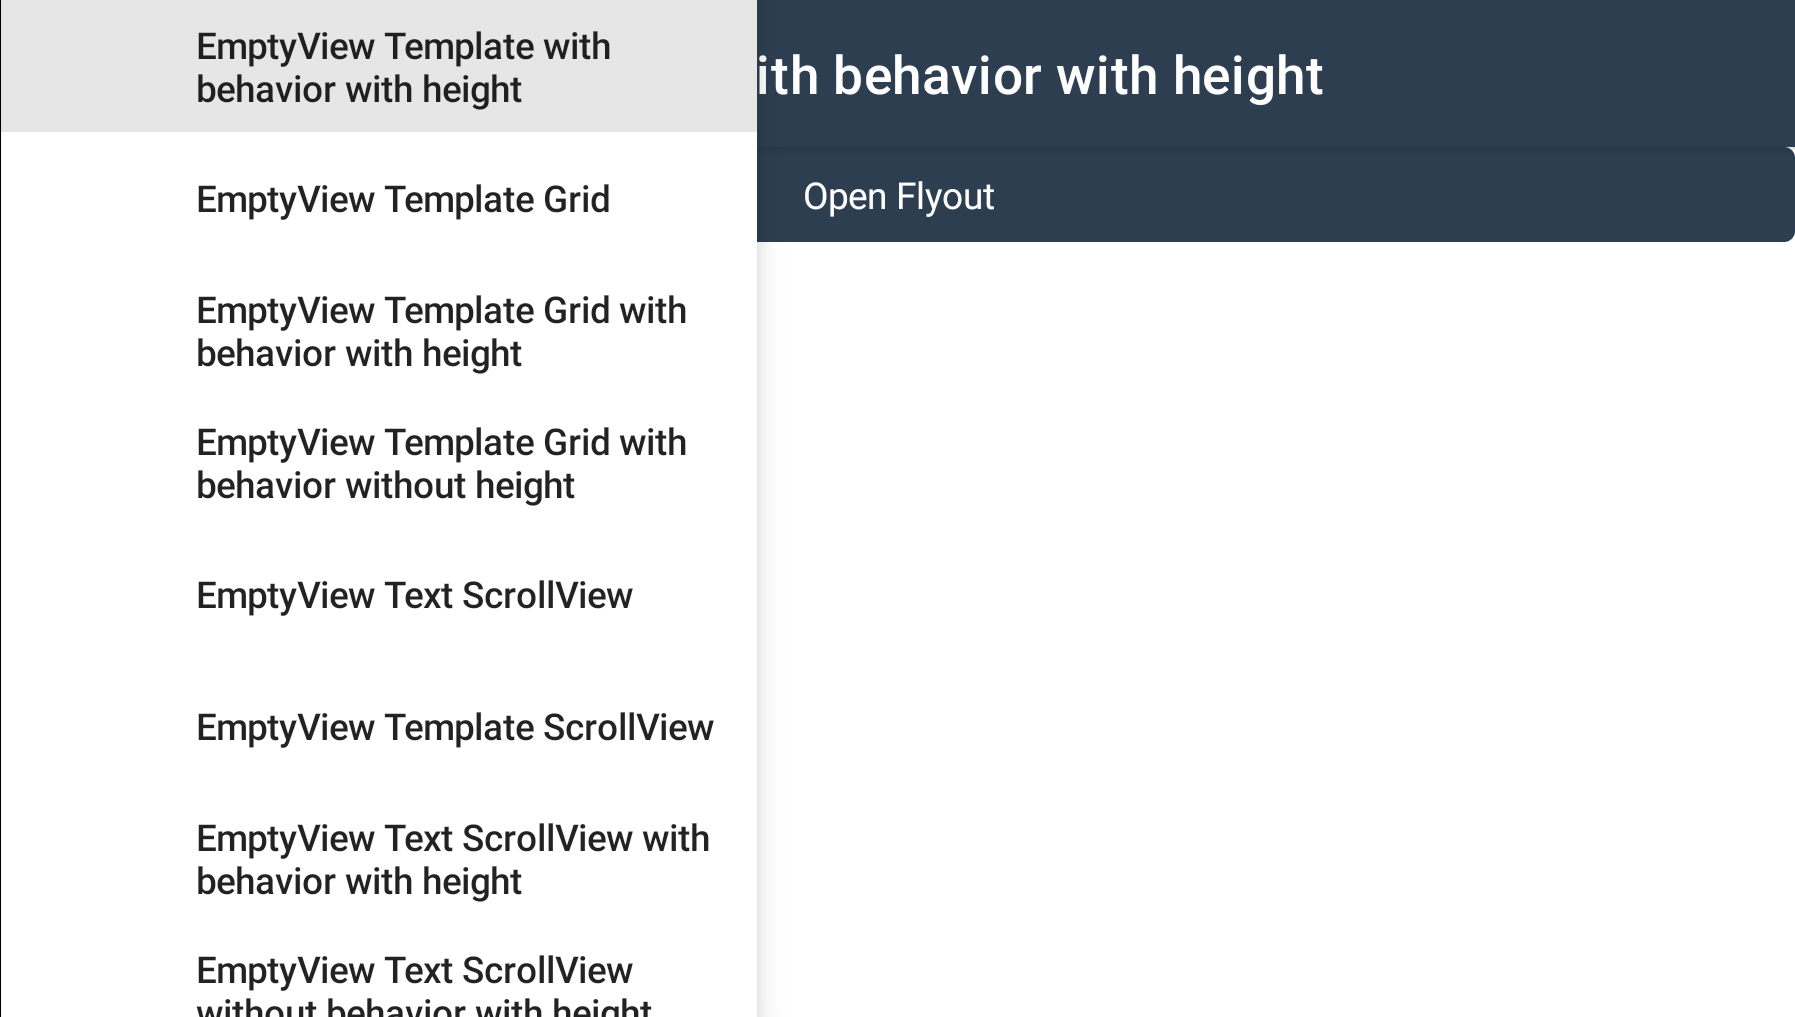 EmptyView Template with
behavior with height
ith behavior with height
EmptyView Template Grid
Open Flyout
EmptyView Template Grid with
behavior with height
EmptyView Template Grid with
behavior without height
EmptyView Text ScrollView
EmptyView Template ScrollView
EmptyView Text ScrollView with
behavior with height
EmptyView Text ScrollView
without behavior with height